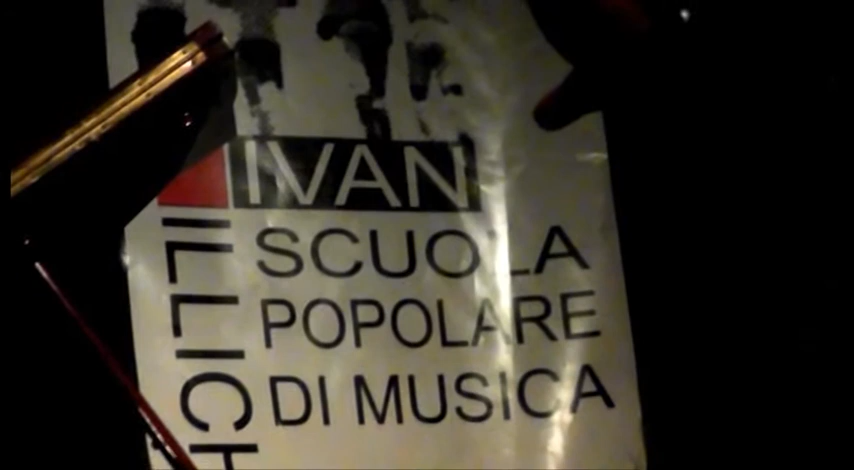 IVAN
ILLICH
SCUOLA
POPOLARE
DI MUSICA